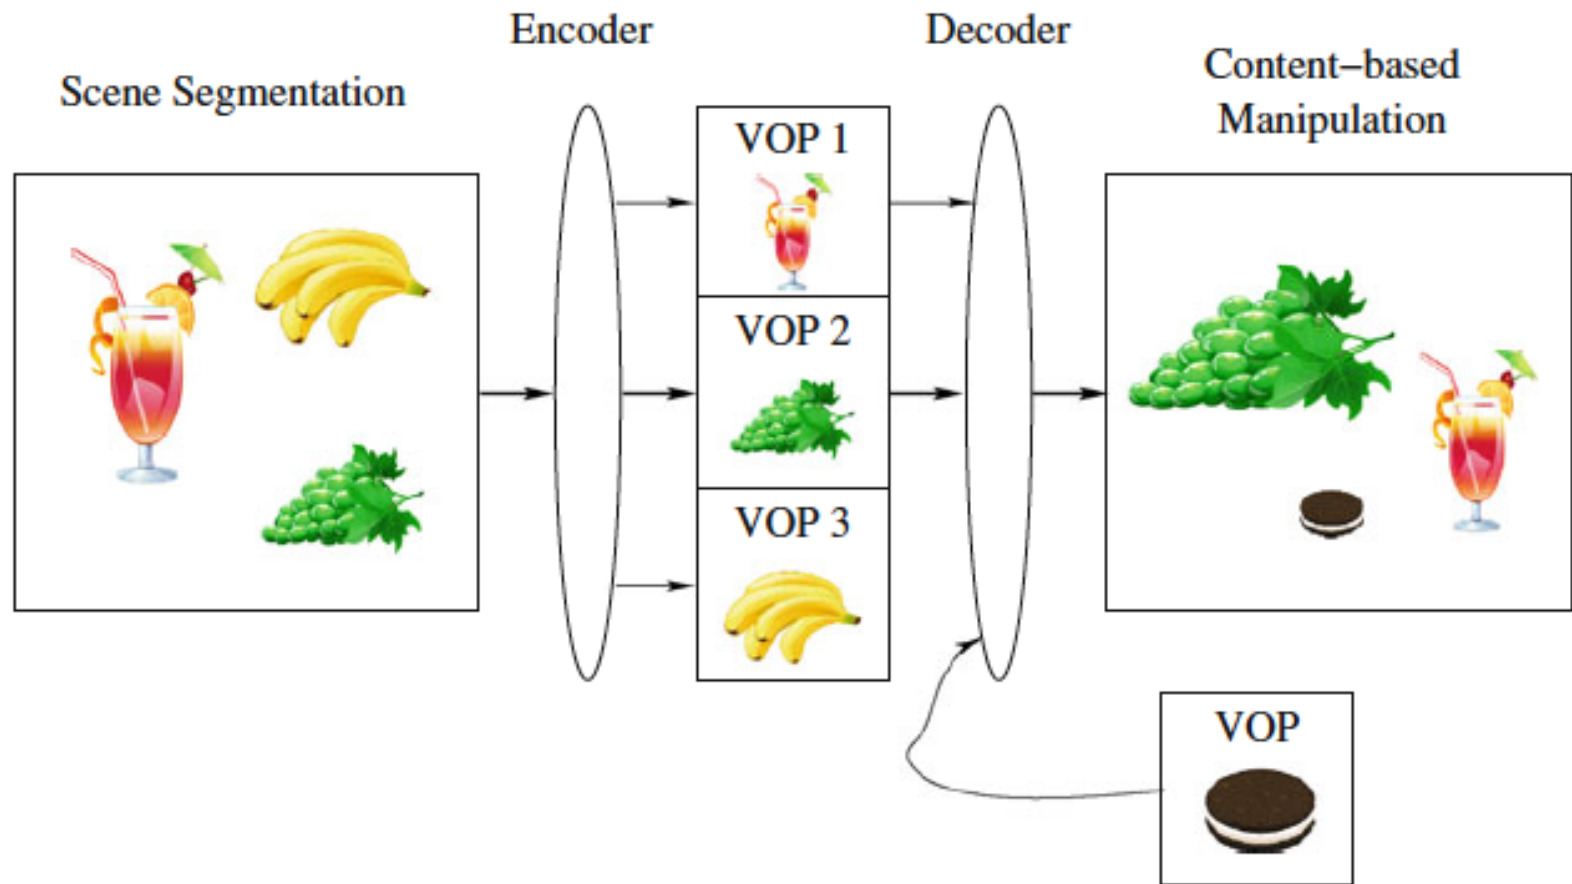 Encoder
Decoder
Scene Segmentation
Content–based
Manipulation
VOP 1
VOP 2
VOP 3
VOP